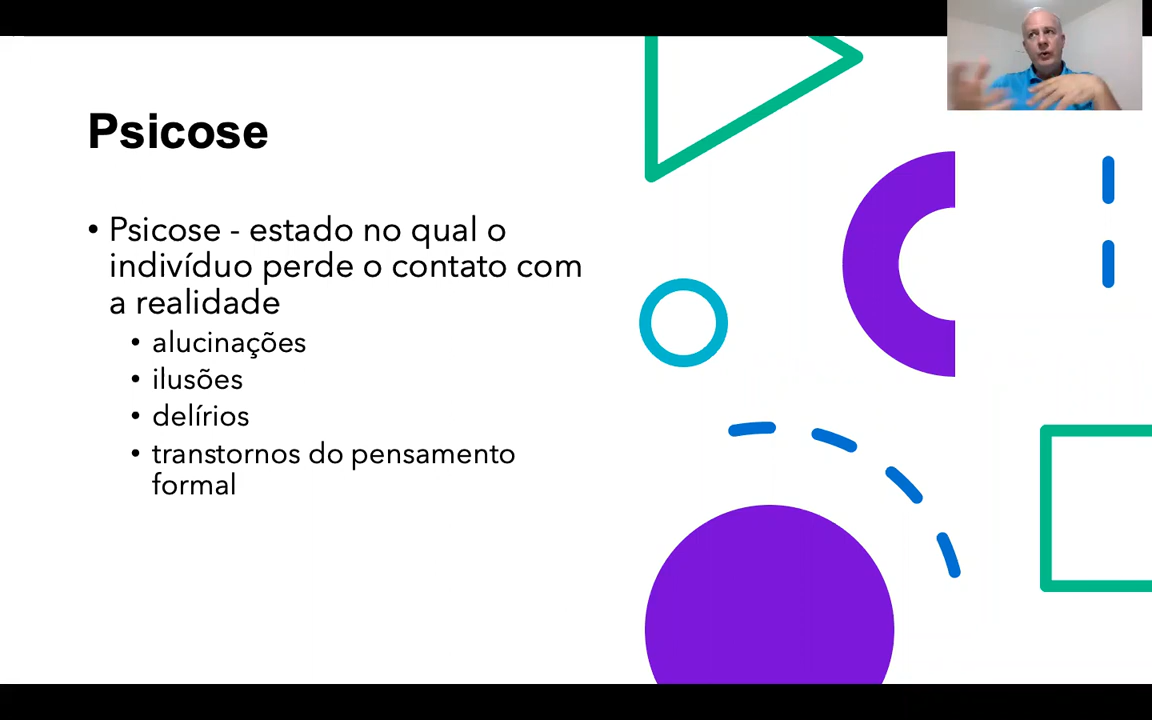 Psicose
• Psicose - estado no qual o
indivíduo perde o contato com
a realidade
• alucinações
• ilusões
• delírios
• transtornos do pensamento
formal